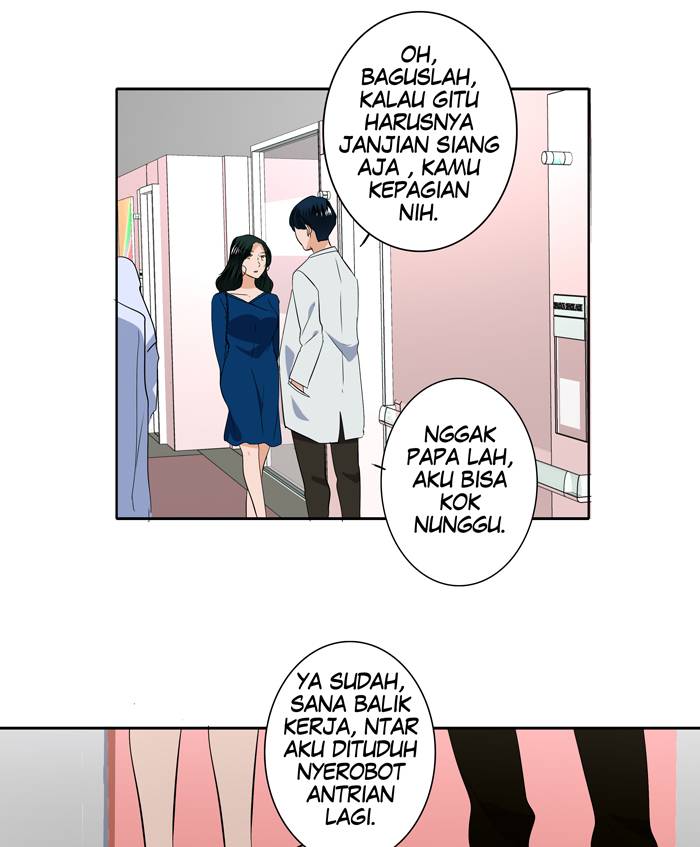 OH,
BAGUSLAH,
KALAU GITU
HARUSNYA
JANJIAN SIANG
AJA , KAMU
KEPAGIAN
NIH.
NGGAK
PAPA LAH,
AKU BISA
KOK
NUNGGU.
YA SUDAH,
SANA BALIK
KERJA, NTAR
AKU DITUDUH
NYEROBOT
ANTRIAN
LAGI.